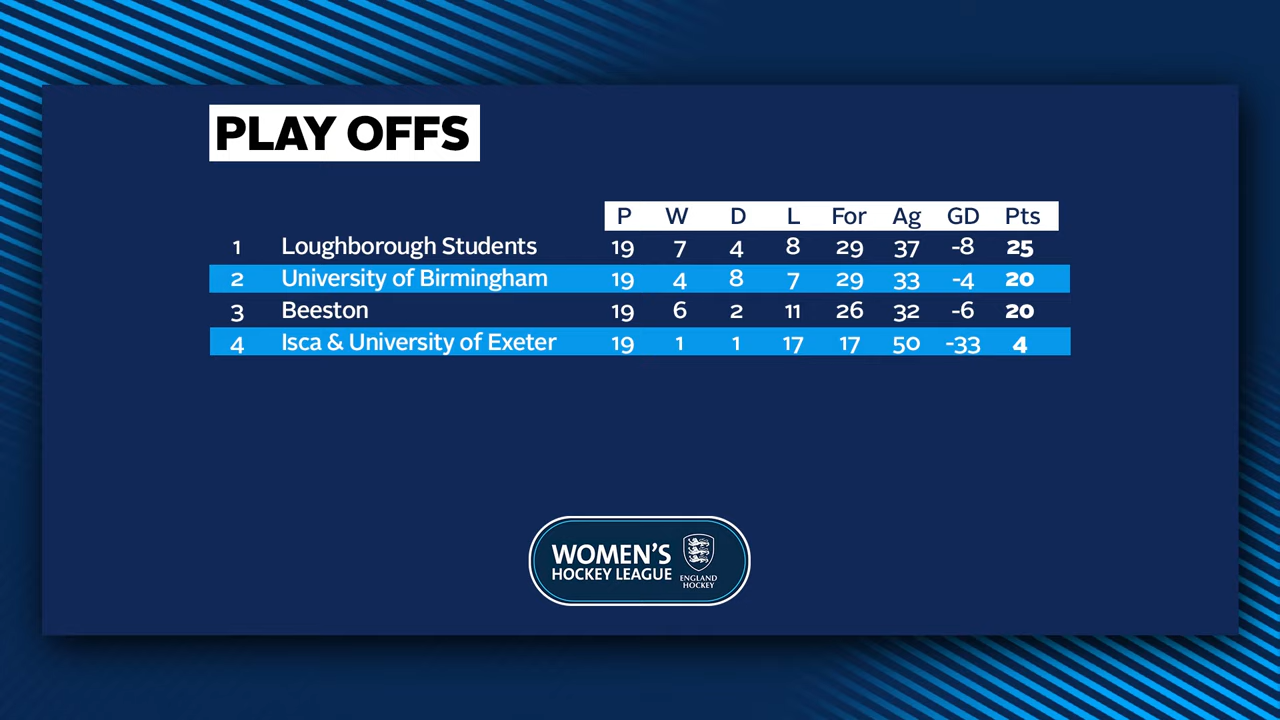 PLAY OFFS
P W D L For Ag GD Pts
1 Loughborough Students 19 7 4 8 29 37 -8 25
2 University of Birmingham 19 4 8 7 29 33 -4 20
3 Beeston 19 6 2 11 26 32 -6 20
4 Isca & University of Exeter 19 1 1 17 17 50 -33 4
WOMEN'S
HOCKEY LEAGUE
ENGLAND
HOCKEY